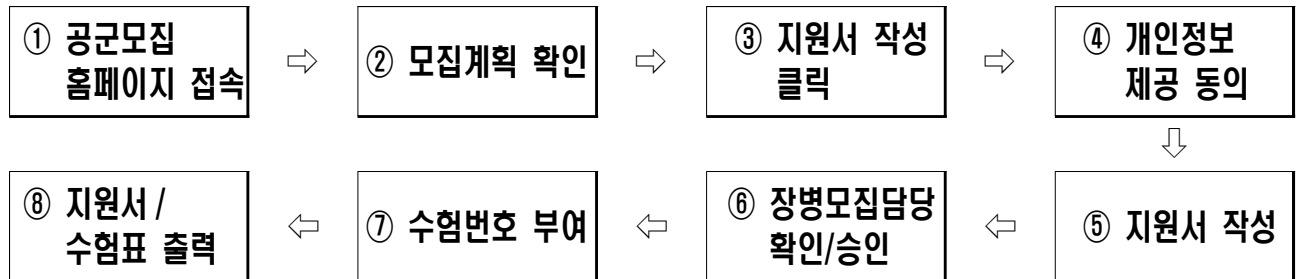 ① 공군모집
홈페이지 접속
⇨
② 모집계획 확인
⇨
③ 지원서 작성
클릭
⇨
④ 개인정보
제공 동의
⇩
⑤ 지원서 작성
⇦
⑥ 장병모집담당
확인/승인
⇦
⑦ 수험번호 부여
⇦
⑧ 지원서 /
수험표 출력